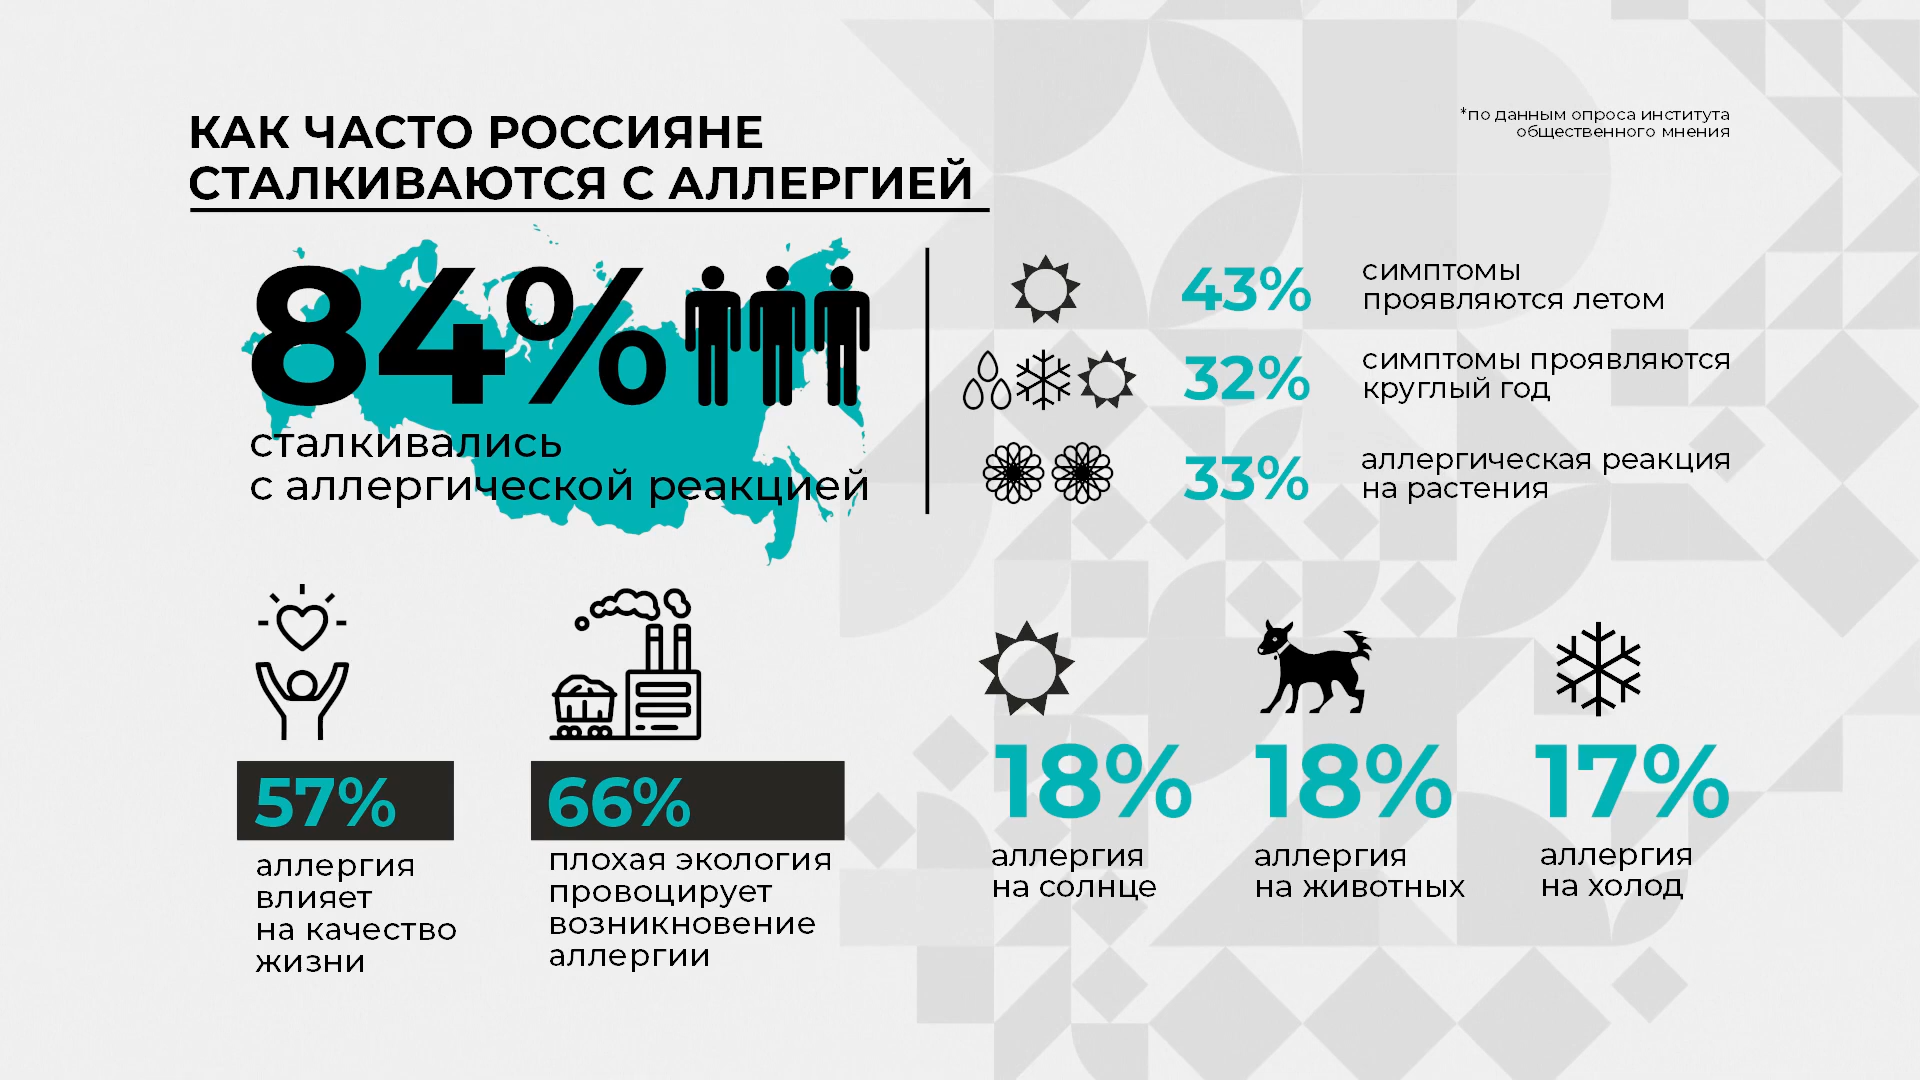 КАК ЧАСТО РОССИЯНЕ
СТАЛКИВАЮТСЯ С АЛЛЕРГИЕЙ
*по данным опроса института
общественного мнения
84%
сталкивались
с аллергической реакцией
43%
симптомы
проявляются летом
32%
симптомы проявляются
круглый год
33%
аллергическая реакция
на растения
57%
аллергия
влияет
на качество
жизни
66%
плохая экология
провоцирует
возникновение
аллергии
18%
аллергия
на солнце
18%
аллергия
на животных
17%
аллергия
на холод